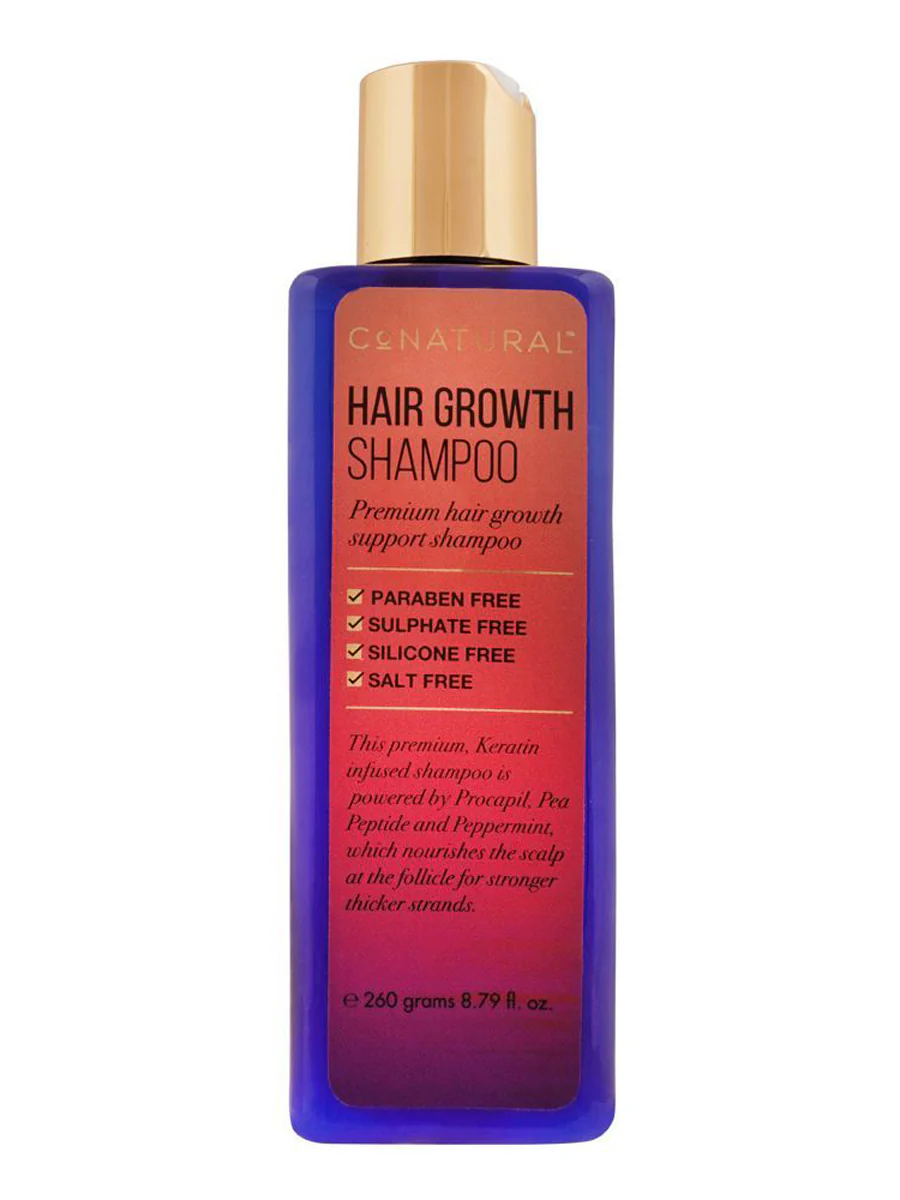 CoNATURAL™
HAIR GROWTH
SHAMPOO
Premium hair growth
support shampoo
PARABEN FREE
SULPHATE FREE
SILICONE FREE
SALT FREE
This premium, Keratin
infused shampoo is
powered by Procapil, Pea
Peptide and Peppermint,
which nourishes the scalp
at the follicle for stronger
thicker strands.
℮ 260 grams 8.79 fl. oz.